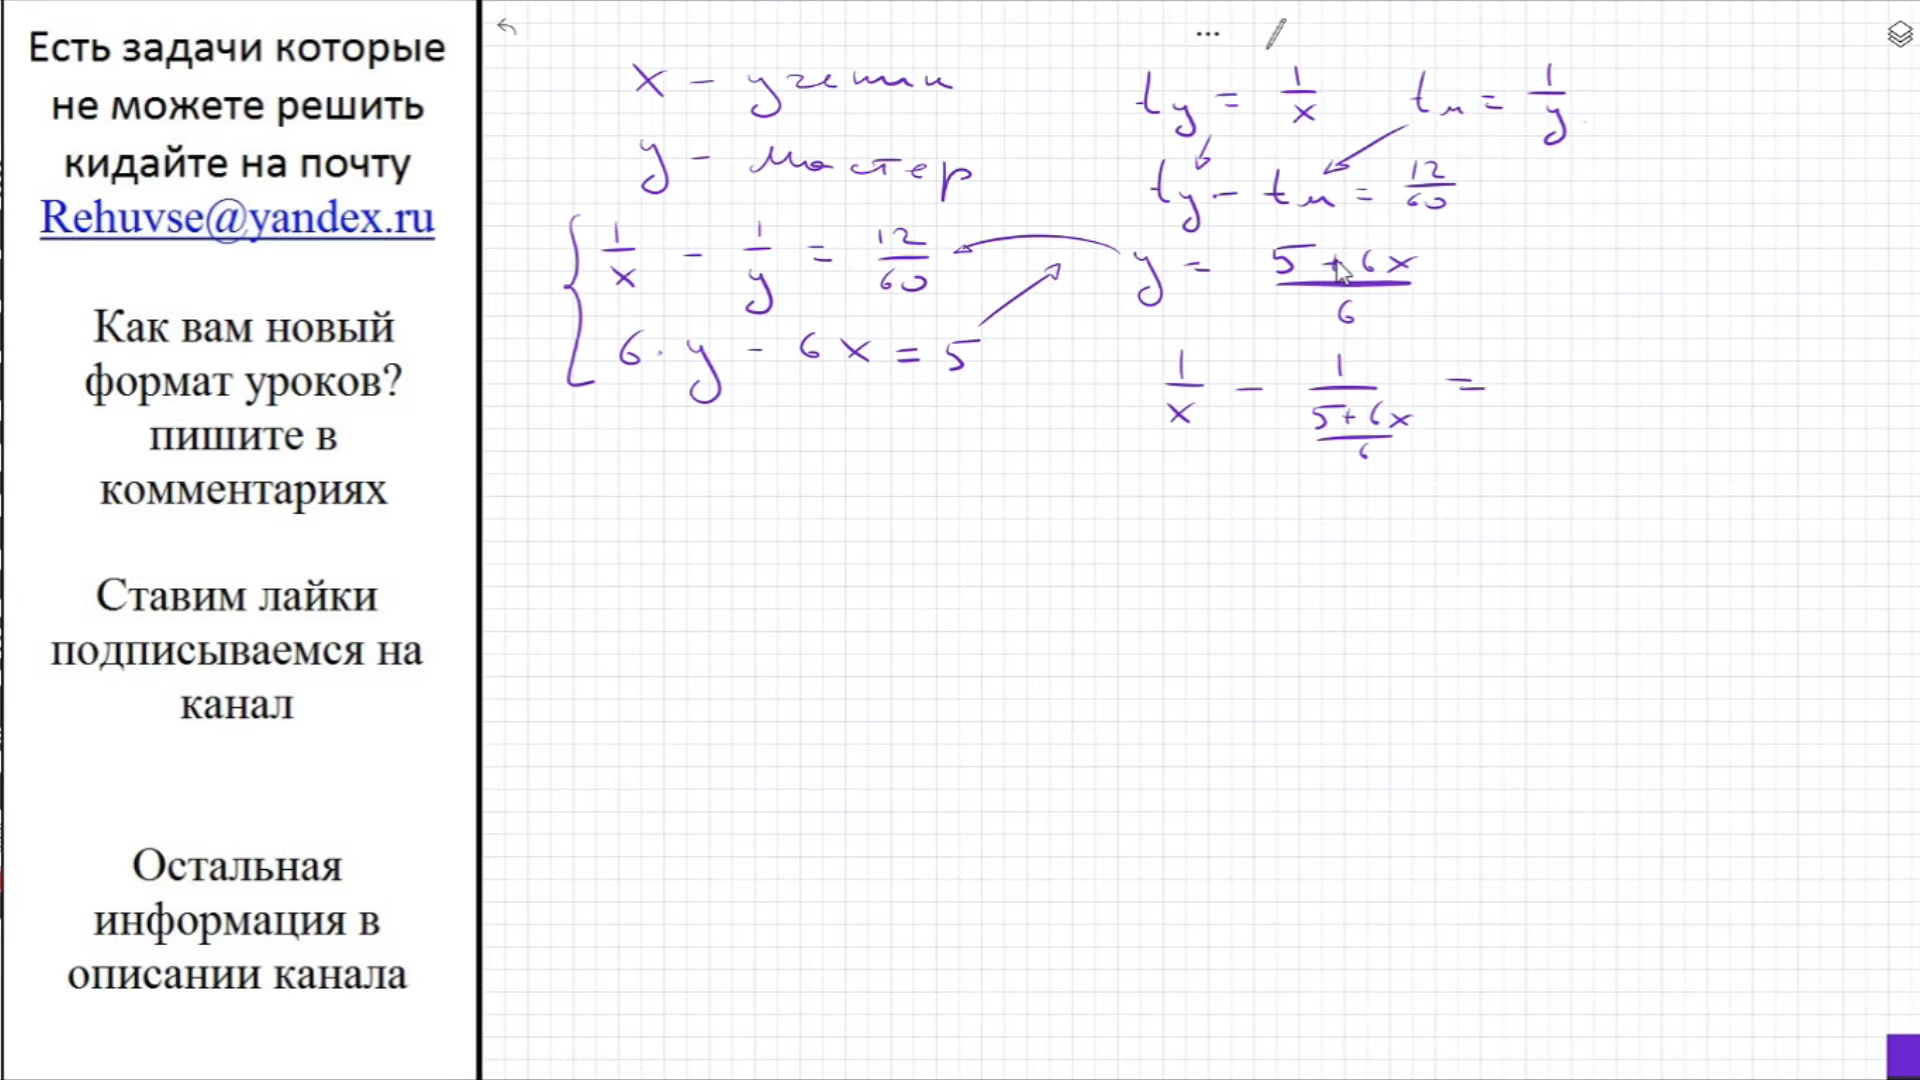 Есть задачи которые
не можете решить
кидайте на почту
Rehuvse@yandex.ru
Как вам новый
формат уроков?
пишите в
комментариях
Ставим лайки
подписываемся на
канал
Остальная
информация в
описании канала
x - ученик
y - мастер
{ 1/x - 1/y = 12/60
6·y - 6x = 5
tу = 1/x tм = 1/y
tу - tм = 12/60
y = (5+6x)/6
1/x - 1/((5+6x)/6) =